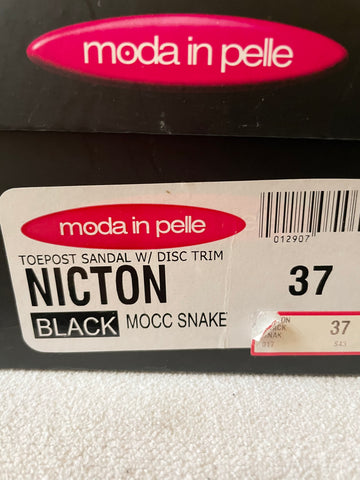 moda in pelle
moda in pelle
TOEPOST SANDAL W/ DISC TRIM
012907
NICTON
37
BLACK MOCC SNAKE
37